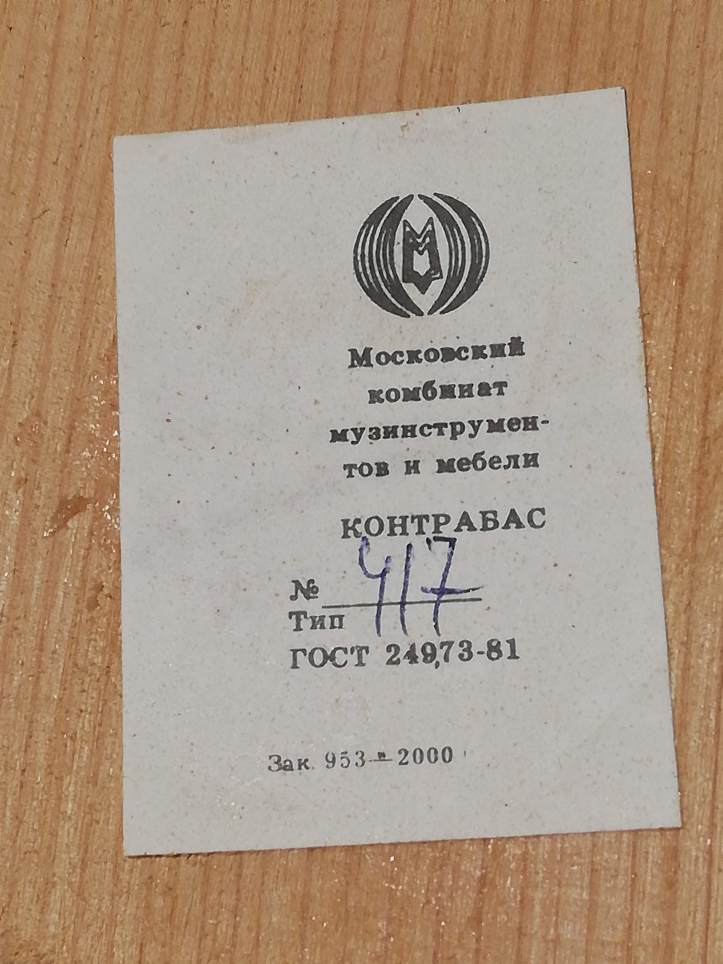 Московский
комбинат
музинструмен-
тов и мебели
КОНТРАБАС
№ 417
Тип
ГОСТ 24973-81
Зак. 953—2000